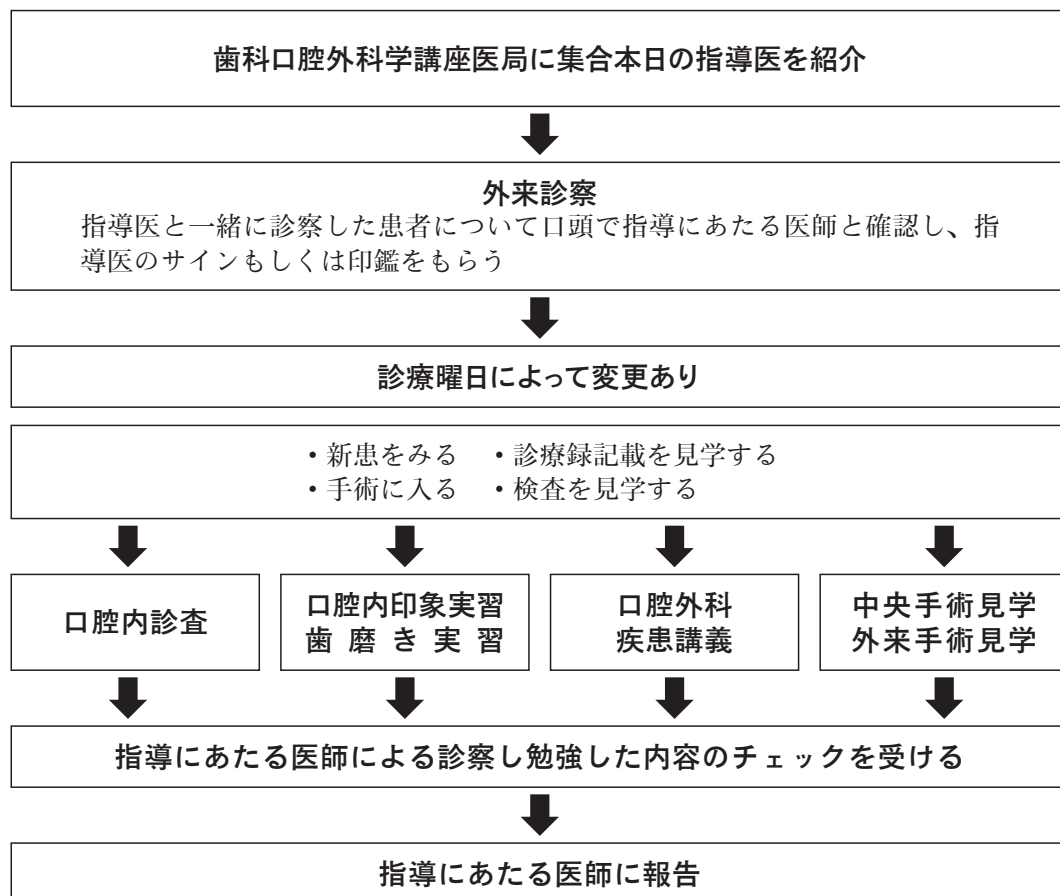 歯科口腔外科学講座医局に集合本日の指導医を紹介
外来診察
指導医と一緒に診察した患者について口頭で指導にあたる医師と確認し、指
導医のサインもしくは印鑑をもらう
診療曜日によって変更あり
・新患をみる ・診療録記載を見学する
・手術に入る ・検査を見学する
口腔内診査
口腔内印象実習
歯磨き実習
口腔外科
疾患講義
中央手術見学
外来手術見学
指導にあたる医師による診察し勉強した内容のチェックを受ける
指導にあたる医師に報告